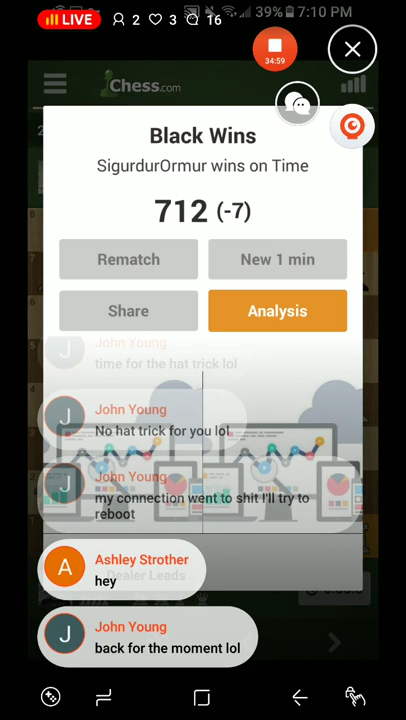 LIVE 2 3 16 39% 7:10 PM
34:59
Chess.com
Black Wins
SigurdurOrmur wins on Time
712 (-7)
Rematch New 1 min
Share Analysis
J John Young
time for the hat trick lol
J John Young
No hat trick for you lol
J John Young
my connection went to shit I'll try to
reboot
A Ashley Strother
hey
Dealer Leads
J John Young
back for the moment lol